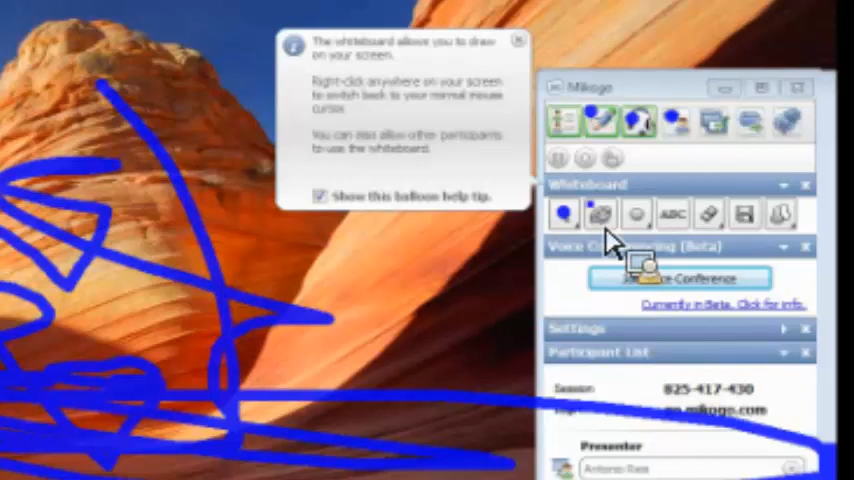 The whiteboard allows you to draw
on your screen.
Right-click anywhere on your screen
to switch back to your normal mouse
cursor.
You can also allow other participants
to use the whiteboard.
Show this balloon help tip.
Mikogo
Whiteboard
ABC
Voice Conferencing (Beta)
Conference
Currently in Beta. Click for info.
Settings
Participant List
Session 825-417-430
go.mikogo.com
Presenter
Antonio